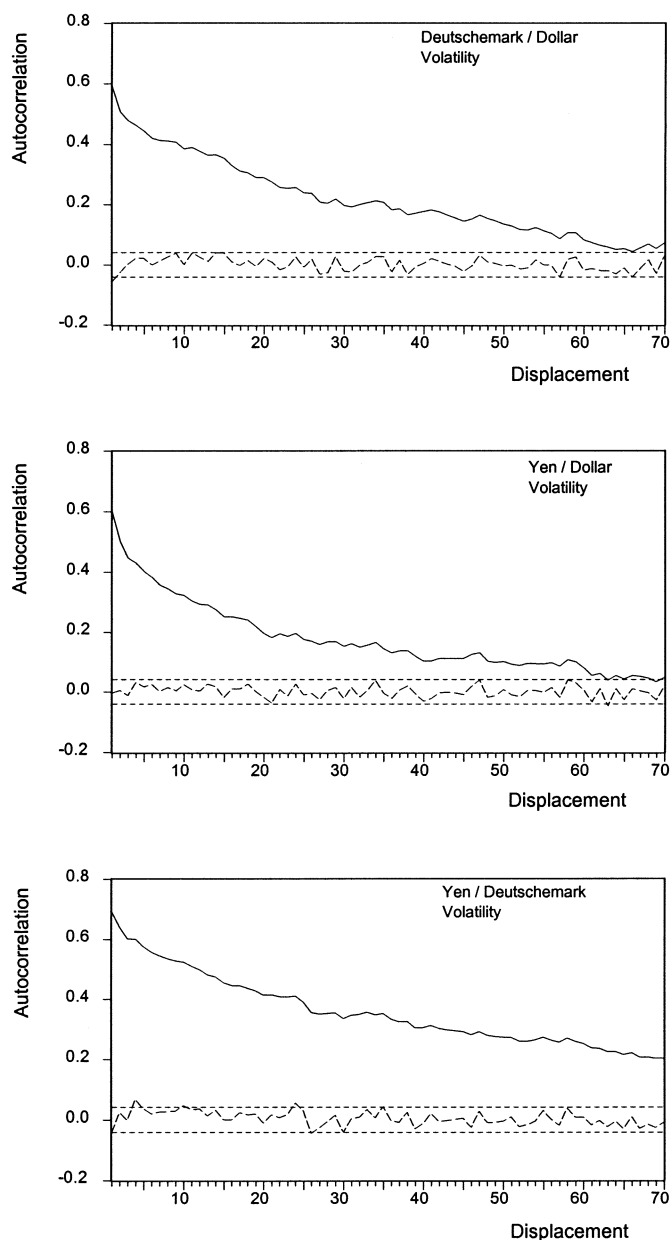 Deutschemark / Dollar
Volatility
Autocorrelation
0.8
0.6
0.4
0.2
0.0
-0.2
10 20 30 40 50 60 70
Displacement
Yen / Dollar
Volatility
Autocorrelation
0.8
0.6
0.4
0.2
0.0
-0.2
10 20 30 40 50 60 70
Displacement
Yen / Deutschemark
Volatility
Autocorrelation
0.8
0.6
0.4
0.2
0.0
-0.2
10 20 30 40 50 60 70
Displacement